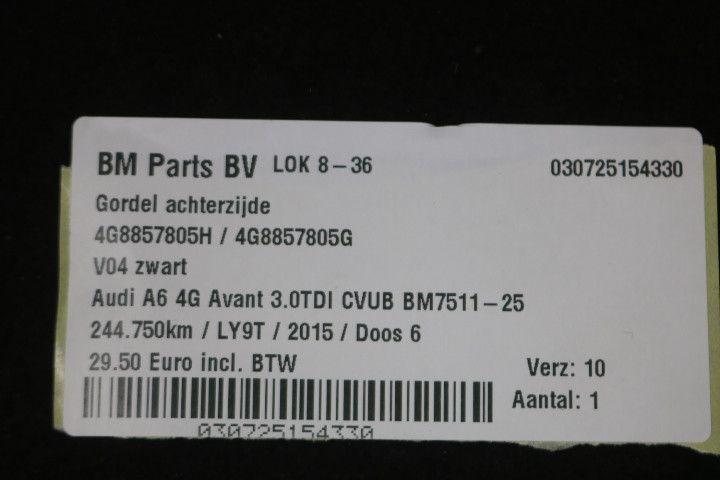 BM Parts BV LOK 8-36 030725154330
Gordel achterzijde
4G8857805H / 4G8857805G
V04 zwart
Audi A6 4G Avant 3.0TDI CVUB BM7511-25
244.750km / LY9T / 2015 / Doos 6
29.50 Euro incl. BTW
Verz: 10
Aantal: 1
030725154330